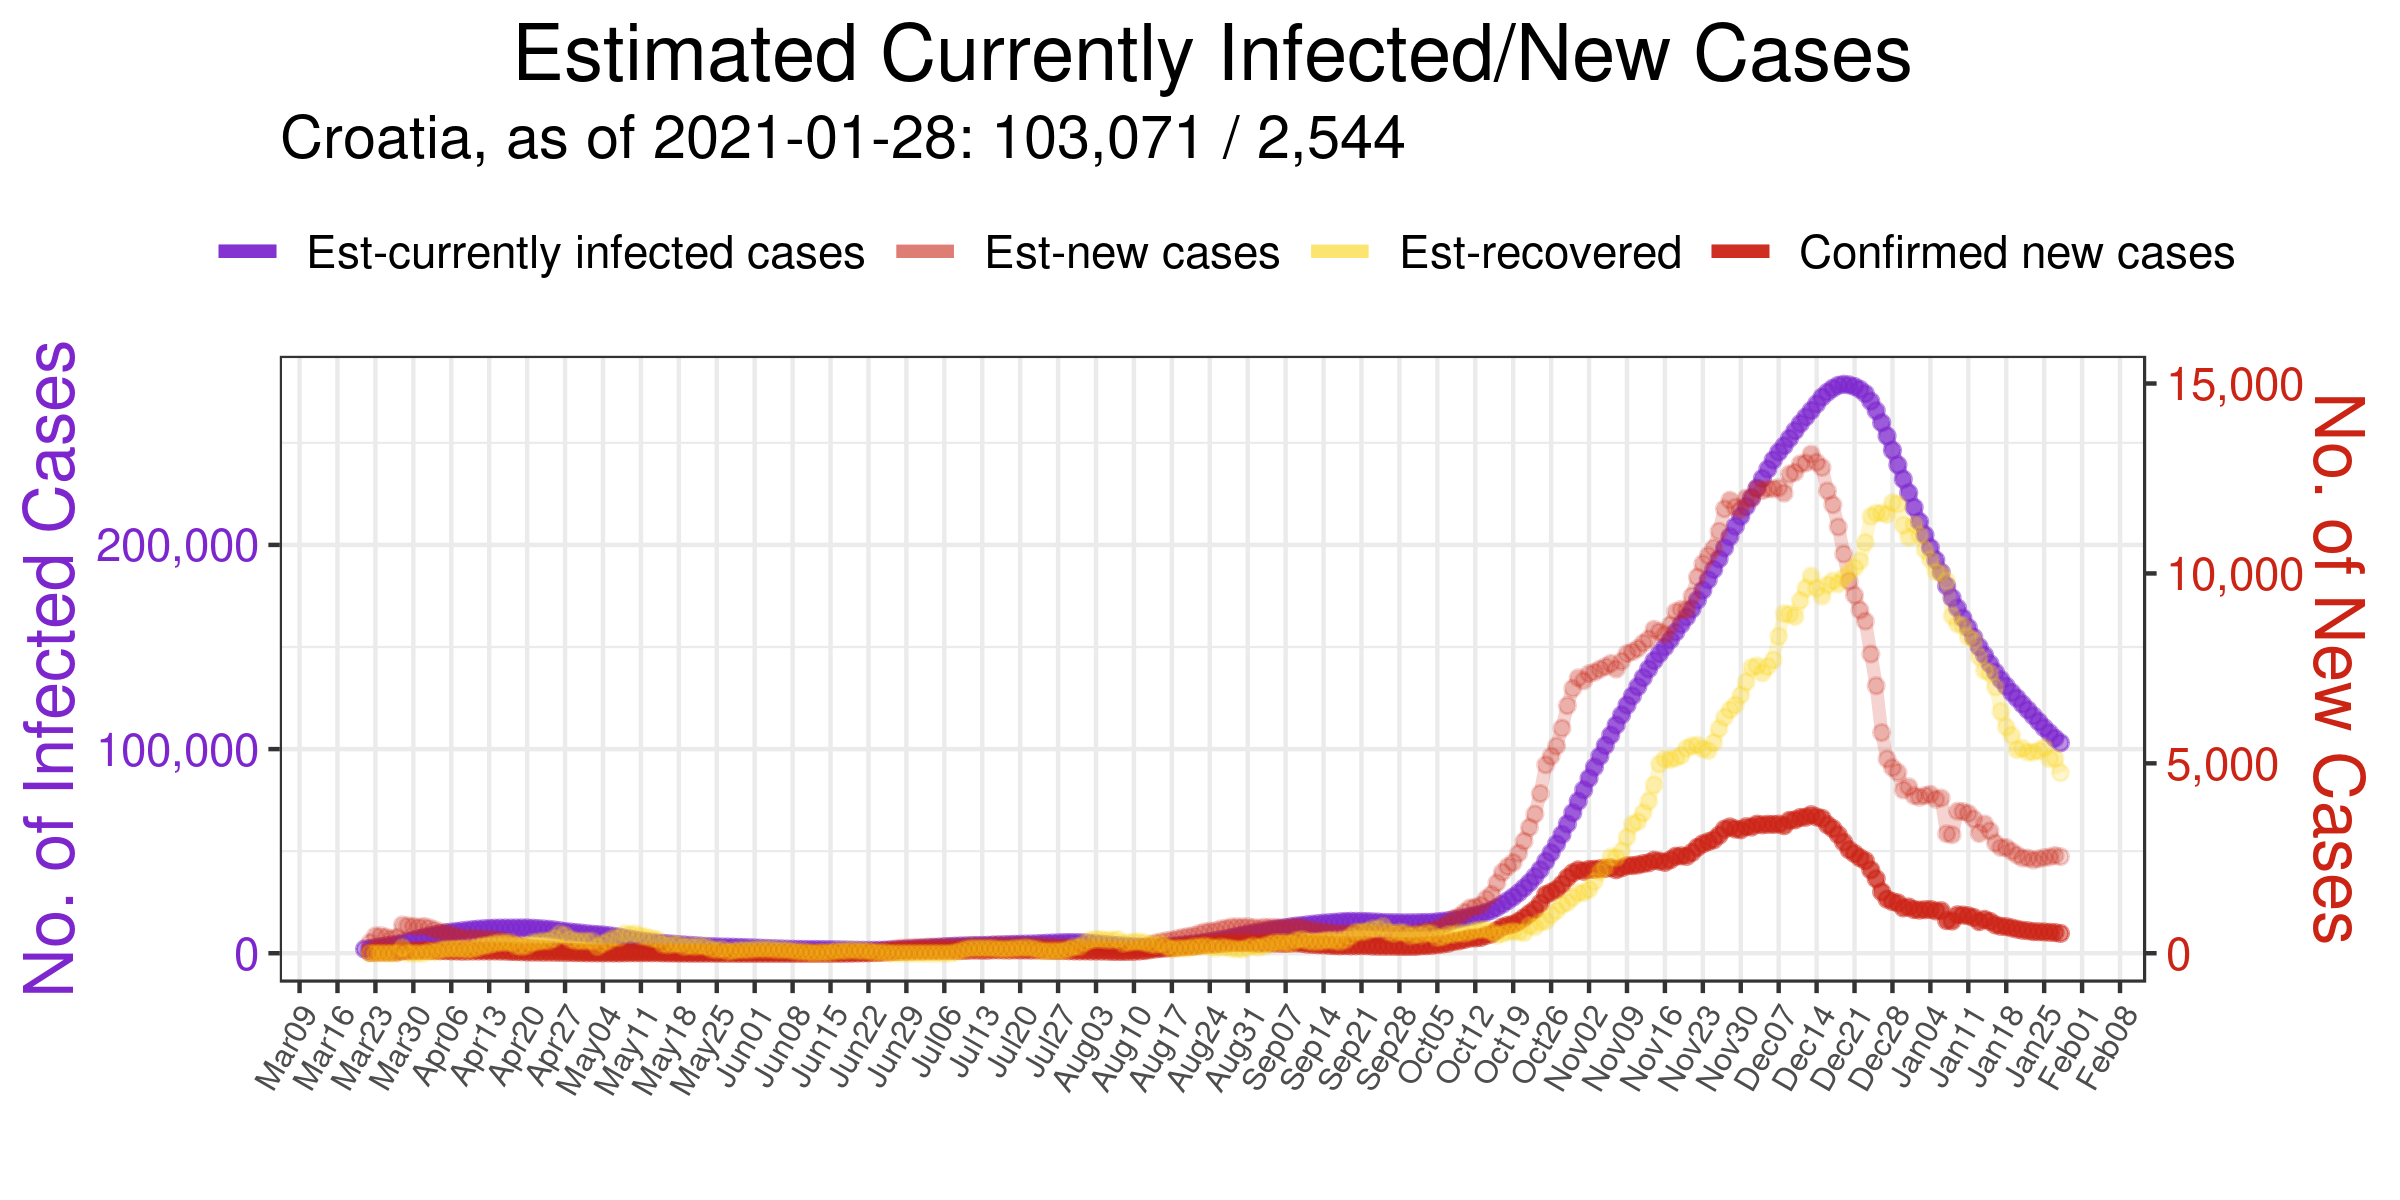 Estimated Currently Infected/New Cases
Croatia, as of 2021-01-28: 103,071 / 2,544
Est-currently infected cases
Est-new cases
Est-recovered
Confirmed new cases
No. of Infected Cases
200,000
100,000
0
15,000
10,000
5,000
0
No. of New Cases
Mar09
Mar16
Mar23
Mar30
Apr06
Apr13
Apr20
Apr27
May04
May11
May18
May25
Jun01
Jun08
Jun15
Jun22
Jun29
Jul06
Jul13
Jul20
Jul27
Aug03
Aug10
Aug17
Aug24
Aug31
Sep07
Sep14
Sep21
Sep28
Oct05
Oct12
Oct19
Oct26
Nov02
Nov09
Nov16
Nov23
Nov30
Dec07
Dec14
Dec21
Dec28
Jan04
Jan11
Jan18
Jan25
Feb01
Feb08